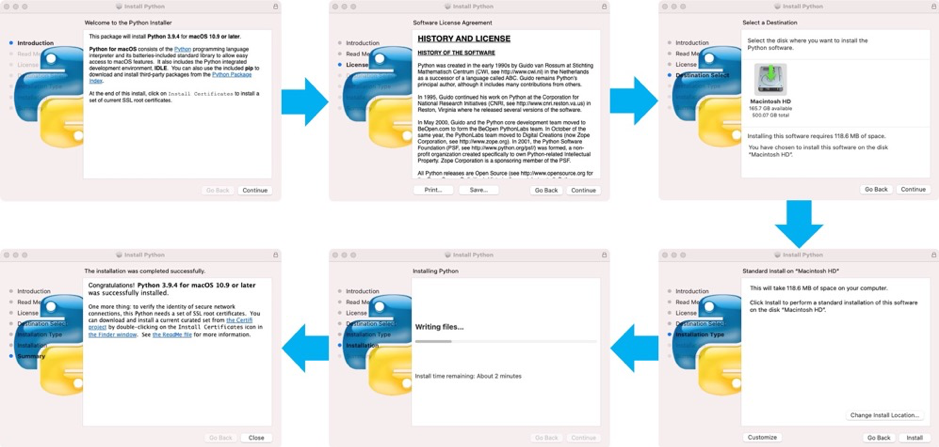 Install Python
Welcome to the Python Installer
Introduction
Read Me
License
This package will install Python 3.9.4 for macOS 10.9 or later.
Python for macOS consists of the Python programming language
interpreter and its batteries-included standard library to allow easy
access to macOS features. It also includes the Python integrated
development environment, IDLE. You can also use the included pip to
download and install third-party packages from the Python Package
Index.
At the end of this install, click on Install Certificates to install a
set of current SSL root certificates.
Go Back
Continue
Install Python
Software License Agreement
Introduction
Read Me
License
HISTORY AND LICENSE
HISTORY OF THE SOFTWARE
Python was created in the early 1990s by Guido van Rossum at Stichting
Mathematisch Centrum (CWI, see http://www.cwi.nl) in the Netherlands
as a successor of a language called ABC. Guido remains Python's
principal author, although it includes many contributions from others.
In 1995, Guido continued his work on Python at the Corporation for
National Research Initiatives (CNRI, see http://www.cnri.reston.va.us) in
Reston, Virginia where he released several versions of the software.
In May 2000, Guido and the Python core development team moved to
BeOpen.com to form the BeOpen PythonLabs team. In October of the
same year, the PythonLabs team moved to Digital Creations (now Zope
Corporation, see http://www.zope.org). In 2001, the Python Software
Foundation (PSF, see http://www.python.org/psf/) was formed, a non-
profit organization created specifically to own Python-related Intellectual
Property. Zope Corporation is a sponsoring member of the PSF.
All Python releases are Open Source (see http://www.opensource.org for
Print...
Save...
Go Back
Continue
Install Python
Select a Destination
Introduction
Read Me
License
Destination Select
Select the disk where you want to install the
Python software.
Macintosh HD
165.7 GB available
500.07 GB total
Installing this software requires 118.6 MB of space.
You have chosen to install this software on the disk
"Macintosh HD".
Go Back
Continue
Install Python
The installation was completed successfully.
Introduction
Read Me
License
Destination Select
Installation Type
Installation
Summary
Congratulations! Python 3.9.4 for macOS 10.9 or later
was successfully installed.
One more thing: to verify the identity of secure network
connections, this Python needs a set of SSL root certificates. You
can download and install a current curated set from the Certifi
project by double-clicking on the Install Certificates icon in
the Finder window. See the ReadMe file for more information.
Go Back
Close
Install Python
Installing Python
Introduction
Read Me
License
Destination Select
Installation Type
Installation
Writing files...
Install time remaining: About 2 minutes
Go Back
Continue
Install Python
Standard Install on "Macintosh HD"
Introduction
Read Me
License
Destination Select
Installation Type
This will take 118.6 MB of space on your computer.
Click Install to perform a standard installation of this software
on the disk "Macintosh HD".
Change Install Location...
Customize
Go Back
Install